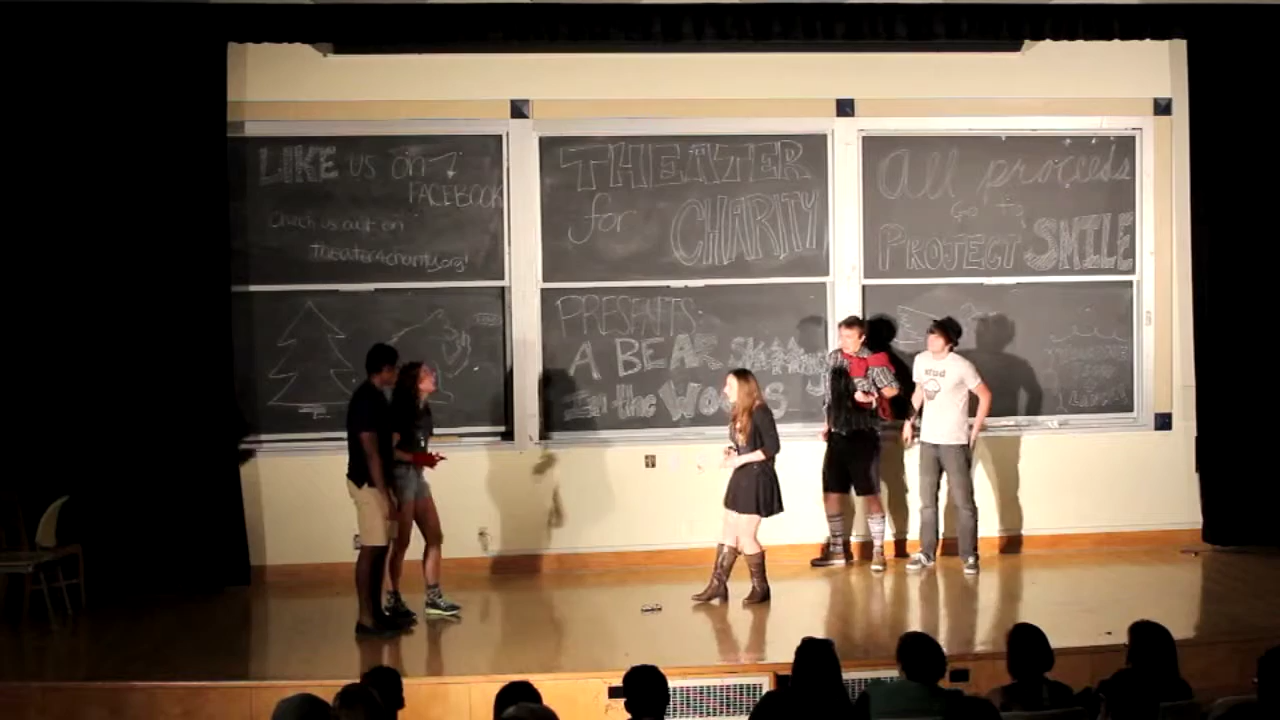 LIKE us on
FACEBOOK
Check us out on
theater4charity.org!
THEATER
for CHARITY
PRESENTS:
A BEAR
In the Woods
All proceeds
go to
PROJECT SMILE
stud